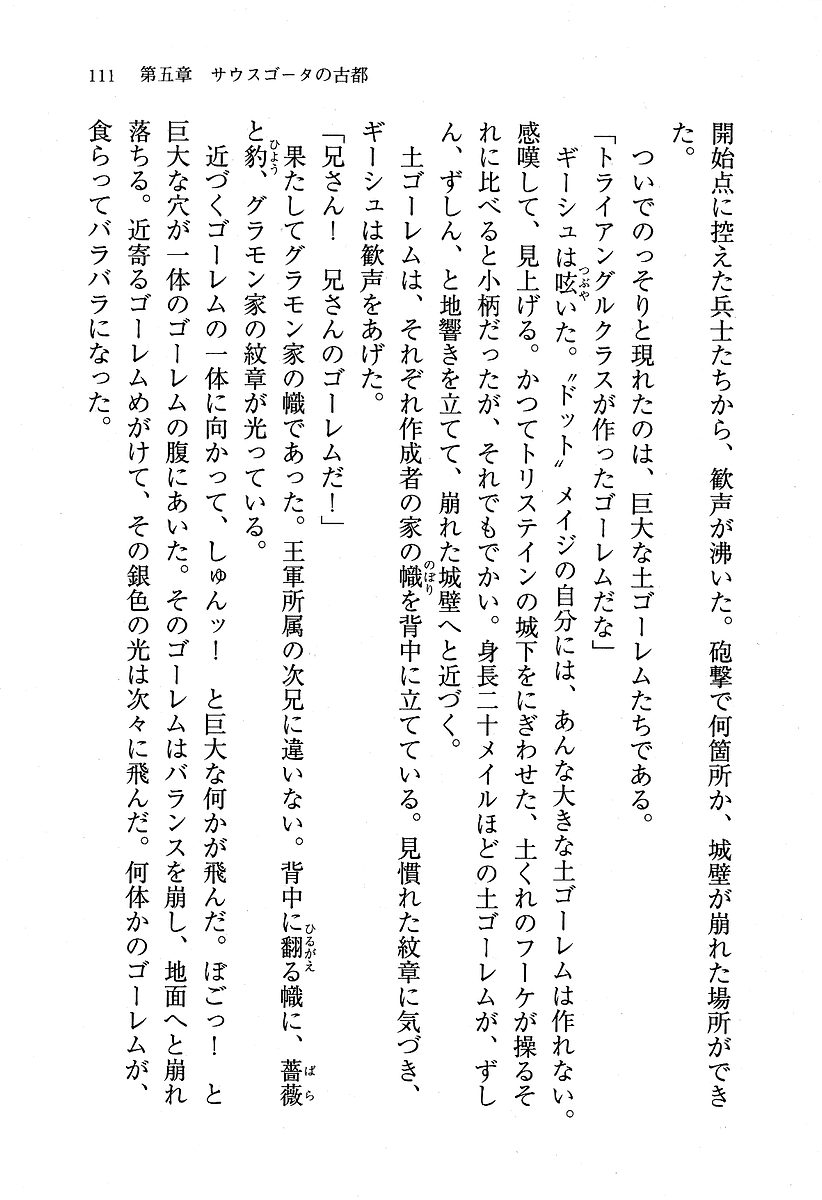 111　第五章　サウスゴータの古都
開始点に控えた兵士たちから、歓声が沸いた。砲撃で何箇所か、城壁が崩れた場所ができ
た。
　ついでのっそりと現れたのは、巨大な土ゴーレムたちである。
「トライアングルクラスが作ったゴーレムだな」
　ギーシュは呟いた。〝ドット〟メイジの自分には、あんな大きな土ゴーレムは作れない。
感嘆して、見上げる。かつてトリステインの城下をにぎわせた、土くれのフーケが操るそ
れに比べると小柄だったが、それでもでかい。身長二十メイルほどの土ゴーレムが、ずし
ん、ずしん、と地響きを立てて、崩れた城壁へと近づく。
　土ゴーレムは、それぞれ作成者の家の幟を背中に立てている。見慣れた紋章に気づき、
ギーシュは歓声をあげた。
「兄さん！　兄さんのゴーレムだ！」
　果たしてグラモン家の幟であった。王軍所属の次兄に違いない。背中に翻る幟に、薔薇
と豹、グラモン家の紋章が光っている。
　近づくゴーレムの一体に向かって、しゅんッ！　と巨大な何かが飛んだ。ぼごっ！　と
巨大な穴が一体のゴーレムの腹にあいた。そのゴーレムはバランスを崩し、地面へと崩れ
落ちる。近寄るゴーレムめがけて、その銀色の光は次々に飛んだ。何体かのゴーレムが、
食らってバラバラになった。